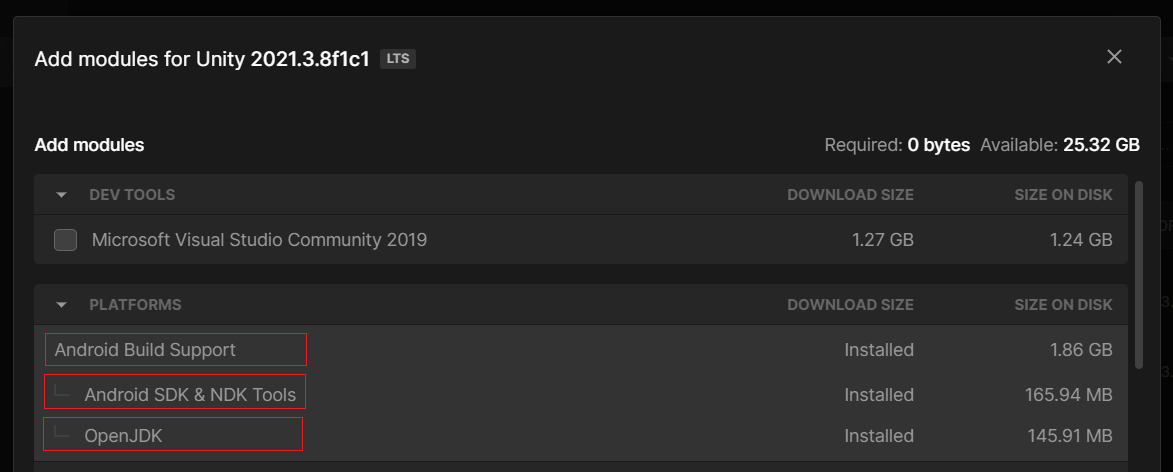 Add modules for Unity 2021.3.8f1c1 LTS
Add modules Required: 0 bytes Available: 25.32 GB
DEV TOOLS DOWNLOAD SIZE SIZE ON DISK
Microsoft Visual Studio Community 2019 1.27 GB 1.24 GB
PLATFORMS DOWNLOAD SIZE SIZE ON DISK
Android Build Support Installed 1.86 GB
Android SDK & NDK Tools Installed 165.94 MB
OpenJDK Installed 145.91 MB